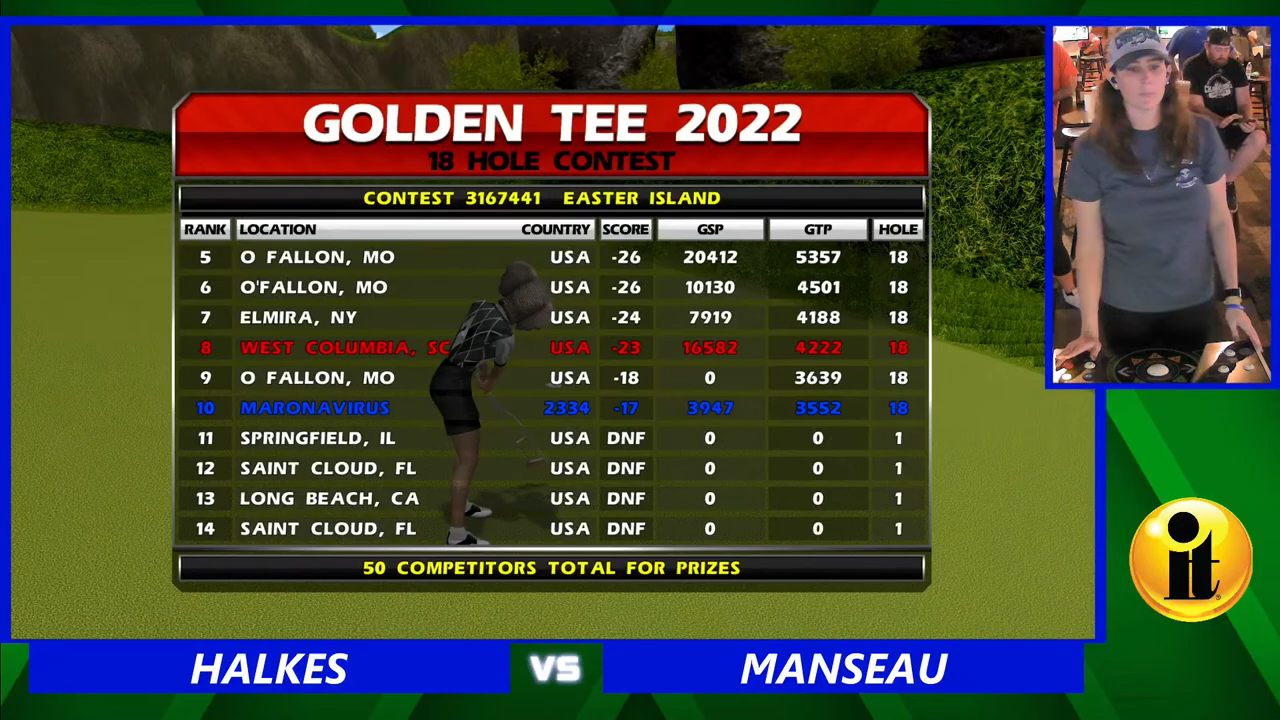 GOLDEN TEE 2022
18 HOLE CONTEST
CONTEST 3167441 EASTER ISLAND
RANK LOCATION COUNTRY SCORE GSP GTP HOLE
5 O FALLON, MO USA -26 20412 5357 18
6 O'FALLON, MO USA -26 10130 4501 18
7 ELMIRA, NY USA -24 7919 4188 18
8 WEST COLUMBIA, SC USA -23 16582 4222 18
9 O FALLON, MO USA -18 0 3639 18
10 MARONAVIRUS 2334 -17 3947 3552 18
11 SPRINGFIELD, IL USA DNF 0 0 1
12 SAINT CLOUD, FL USA DNF 0 0 1
13 LONG BEACH, CA USA DNF 0 0 1
14 SAINT CLOUD, FL USA DNF 0 0 1
50 COMPETITORS TOTAL FOR PRIZES
it
HALKES VS MANSEAU